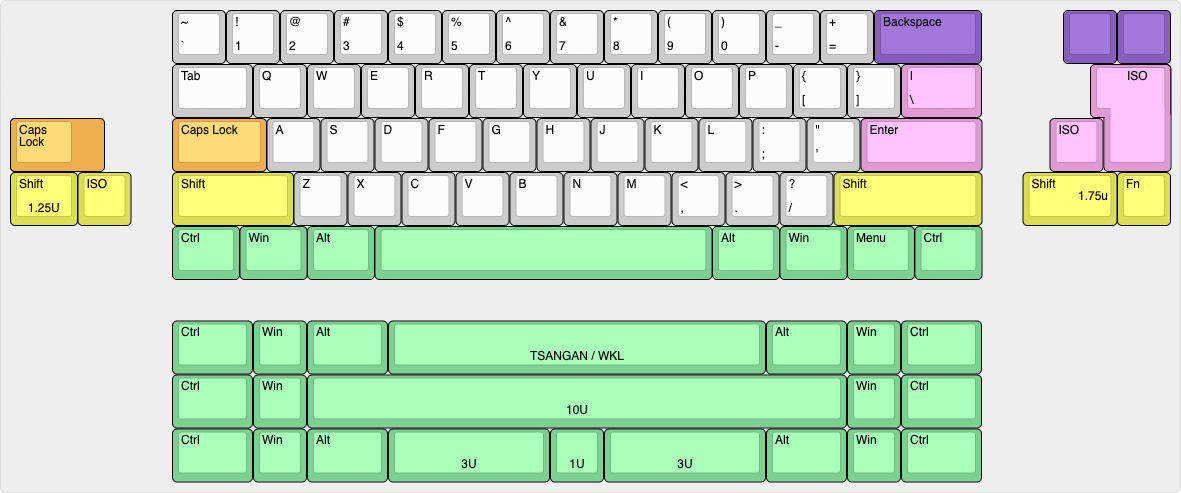 ~ ! @ # $ % ^ & * ( ) _ + Backspace
` 1 2 3 4 5 6 7 8 9 0 - =
Tab Q W E R T Y U I O P { } | ISO
[ ] \
Caps Lock Caps Lock A S D F G H J K L : " Enter ISO
; '
Shift ISO Shift Z X C V B N M < > ? Shift Shift Fn
1.25U , . / 1.75u
Ctrl Win Alt Alt Win Menu Ctrl
Ctrl Win Alt Alt Win Ctrl
TSANGAN / WKL
Ctrl Win Win Ctrl
10U
Ctrl Win Alt Alt Win Ctrl
3U 1U 3U